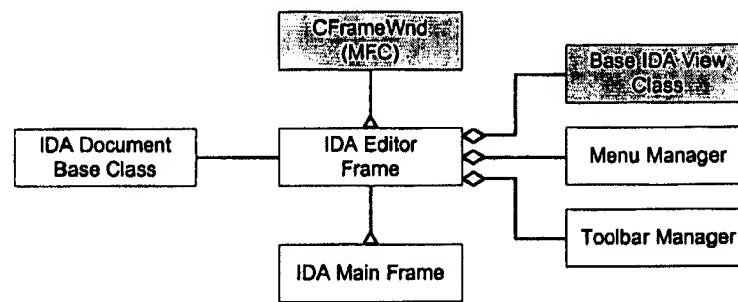 CFrameWnd
(MFC)
Base IDA View
Class
IDA Document
Base Class
IDA Editor
Frame
Menu Manager
Toolbar Manager
IDA Main Frame